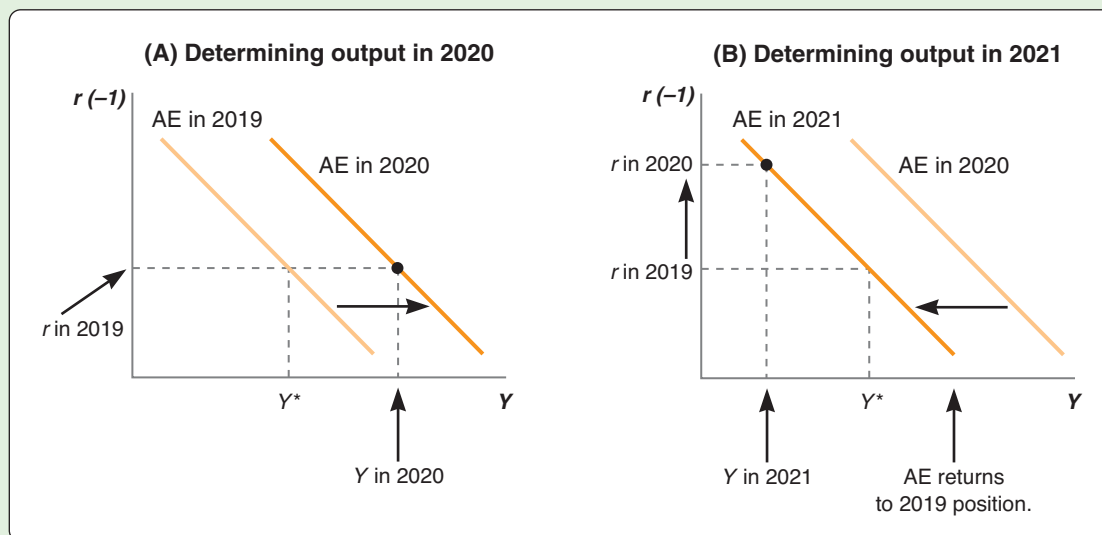 (A) Determining output in 2020
r (–1)
AE in 2019
AE in 2020
r in 2019
Y*
Y
Y in 2020
(B) Determining output in 2021
r (–1)
AE in 2021
r in 2020
AE in 2020
r in 2019
Y*
Y
Y in 2021
AE returns
to 2019 position.